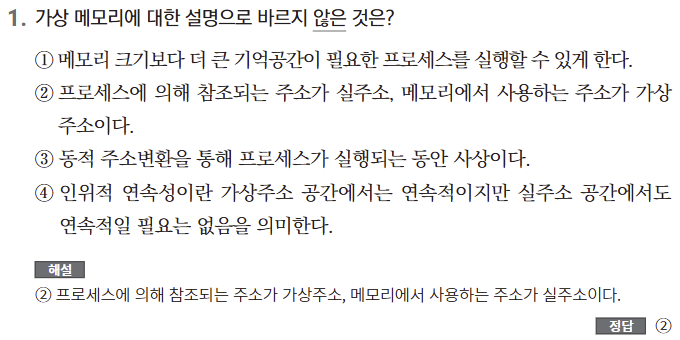 1. 가상 메모리에 대한 설명으로 바르지 않은 것은?
① 메모리 크기보다 더 큰 기억공간이 필요한 프로세스를 실행할 수 있게 한다.
② 프로세스에 의해 참조되는 주소가 실주소, 메모리에서 사용하는 주소가 가상
주소이다.
③ 동적 주소변환을 통해 프로세스가 실행되는 동안 사상이다.
④ 인위적 연속성이란 가상주소 공간에서는 연속적이지만 실주소 공간에서도
연속적일 필요는 없음을 의미한다.
해설
② 프로세스에 의해 참조되는 주소가 가상주소, 메모리에서 사용하는 주소가 실주소이다.
정답 ②